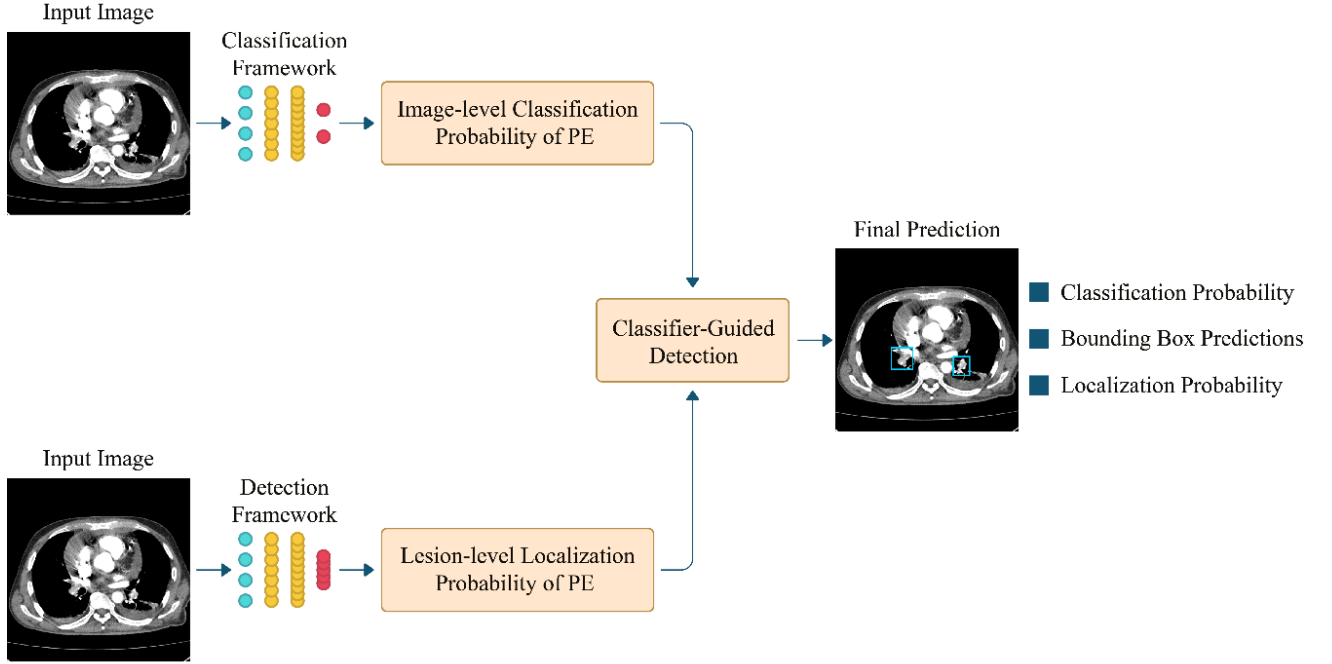 Input Image
Classification
Framework
Image-level Classification
Probability of PE
Final Prediction
Classifier-Guided
Detection
Classification Probability
Bounding Box Predictions
Localization Probability
Input Image
Detection
Framework
Lesion-level Localization
Probability of PE